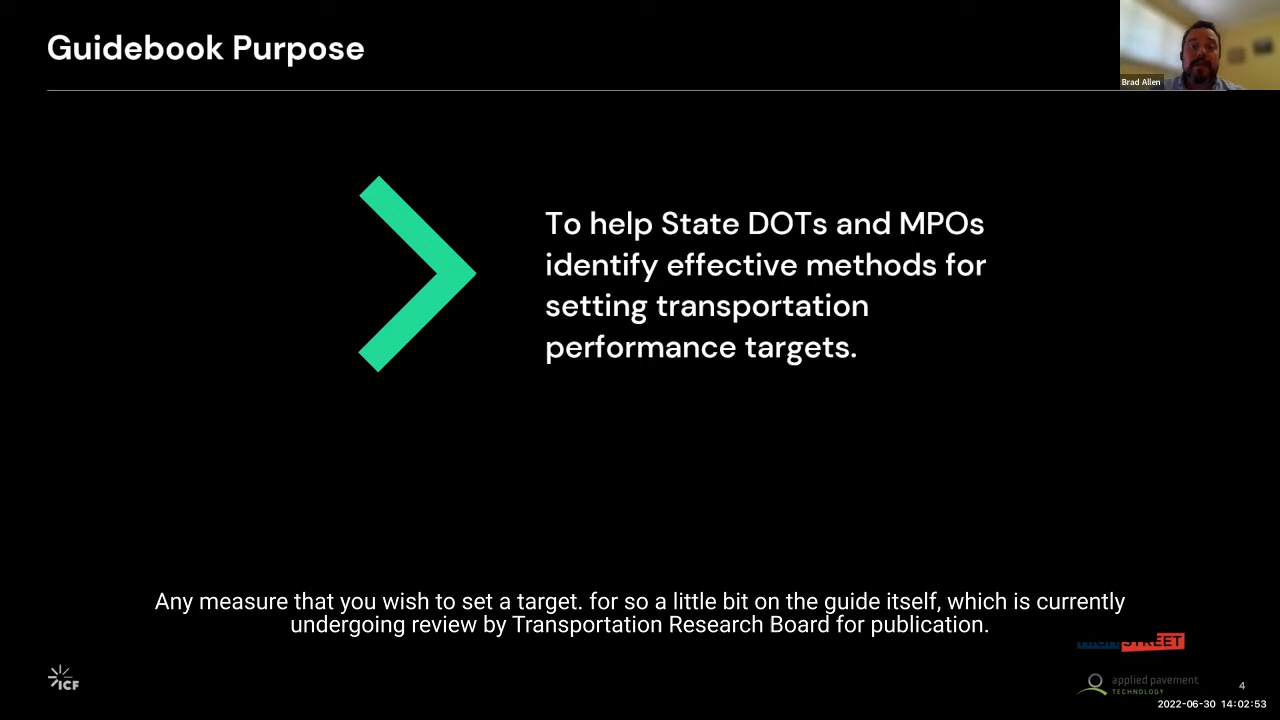 Guidebook Purpose
Brad Allen
To help State DOTs and MPOs
identify effective methods for
setting transportation
performance targets.
Any measure that you wish to set a target. for so a little bit on the guide itself, which is currently
undergoing review by Transportation Research Board for publication.
STREET
ICF
applied pavement
TECHNOLOGY
4
2022-06-30 14:02:53